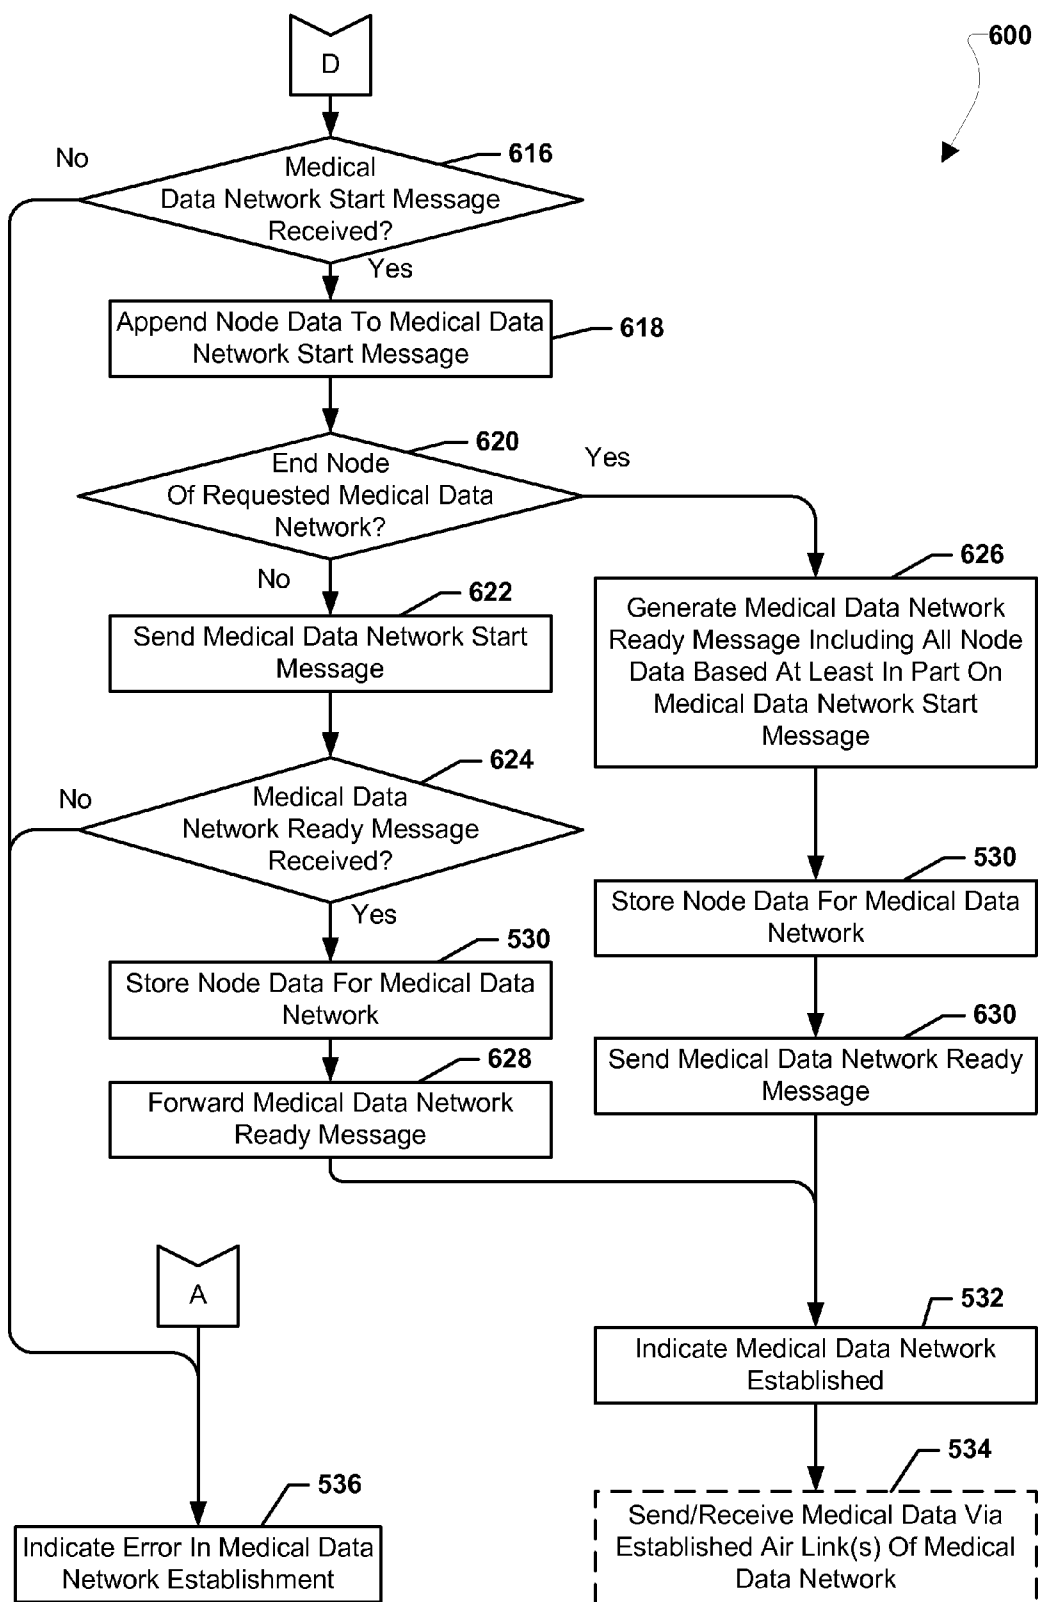 600
D
616
No
Medical
Data Network Start Message
Received?
Yes
Append Node Data To Medical Data
Network Start Message
618
620
End Node
Of Requested Medical Data
Network?
Yes
No
622
Send Medical Data Network Start
Message
626
Generate Medical Data Network
Ready Message Including All Node
Data Based At Least In Part On
Medical Data Network Start
Message
624
No
Medical Data
Network Ready Message
Received?
Yes
530
Store Node Data For Medical Data
Network
530
Store Node Data For Medical Data
Network
628
Forward Medical Data Network
Ready Message
630
Send Medical Data Network Ready
Message
A
532
Indicate Medical Data Network
Established
536
Indicate Error In Medical Data
Network Establishment
534
Send/Receive Medical Data Via
Established Air Link(s) Of Medical
Data Network